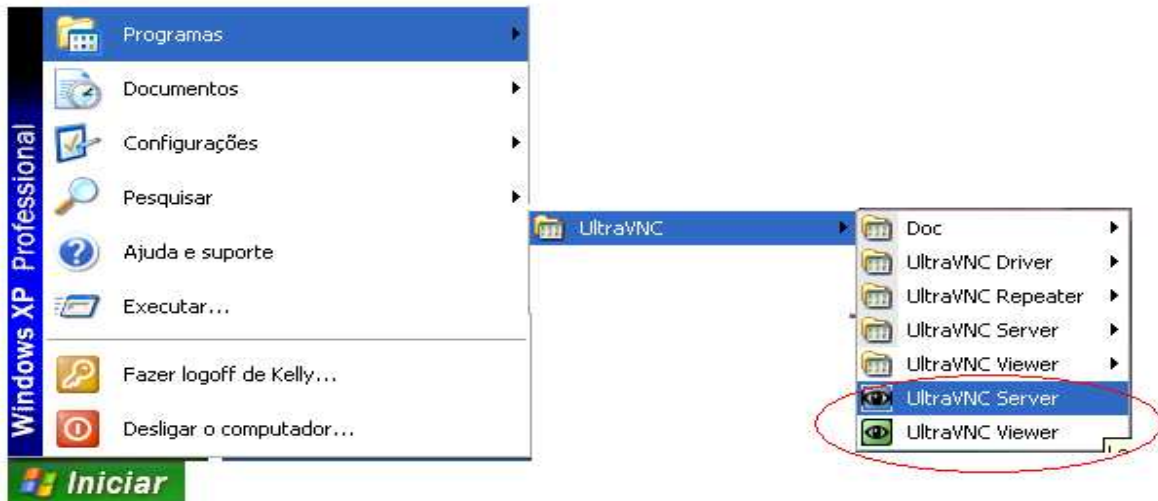 Windows XP Professional
Programas
Documentos
Configurações
Pesquisar
Ajuda e suporte
Executar...
Fazer logoff de Kelly...
Desligar o computador...
Iniciar
UltraVNC
Doc
UltraVNC Driver
UltraVNC Repeater
UltraVNC Server
UltraVNC Viewer
UltraVNC Server
UltraVNC Viewer